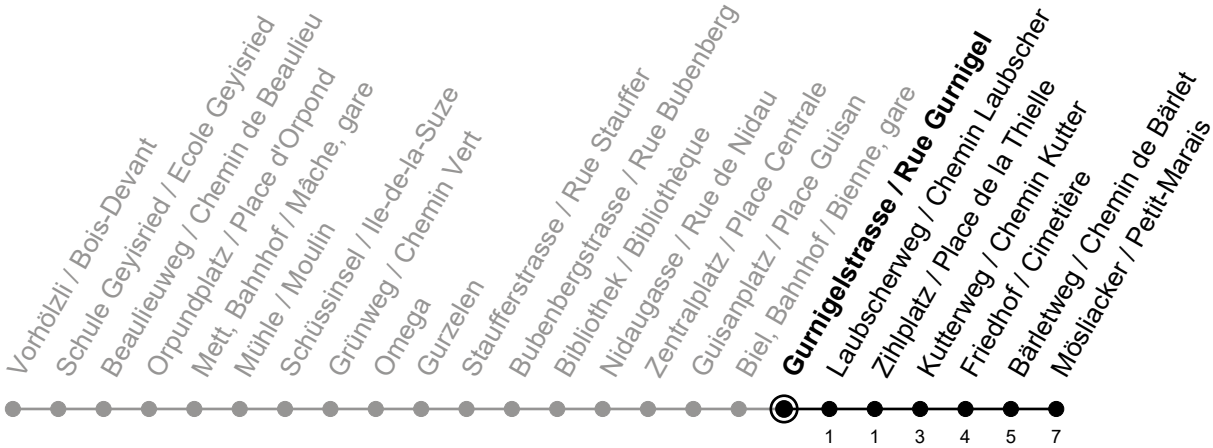 Vorhölzli / Bois-Devant
Schule Geyisried / Ecole Geyisried
Beaulieuweg / Chemin de Beaulieu
Orpundplatz / Place d'Orpond
Mett, Bahnhof / Mâche, gare
Mühle / Moulin
Schüssinsel / Ile-de-la-Suze
Grünweg / Chemin Vert
Omega
Gurzelen
Staufferstrasse / Rue Stauffer
Bubenbergstrasse / Rue Bubenberg
Bibliothek / Bibliothèque
Nidaugasse / Rue de Nidau
Zentralplatz / Place Centrale
Guisanplatz / Place Guisan
Biel, Bahnhof / Bienne, gare
Gurnigelstrasse / Rue Gurnigel
Laubscherweg / Chemin Laubscher
Zihlplatz / Place de la Thielle
Kutterweg / Chemin Kutter
Friedhof / Cimetière
Bärletweg / Chemin de Bärlet
Mösliacker / Petit-Marais
1 1 3 4 5 7